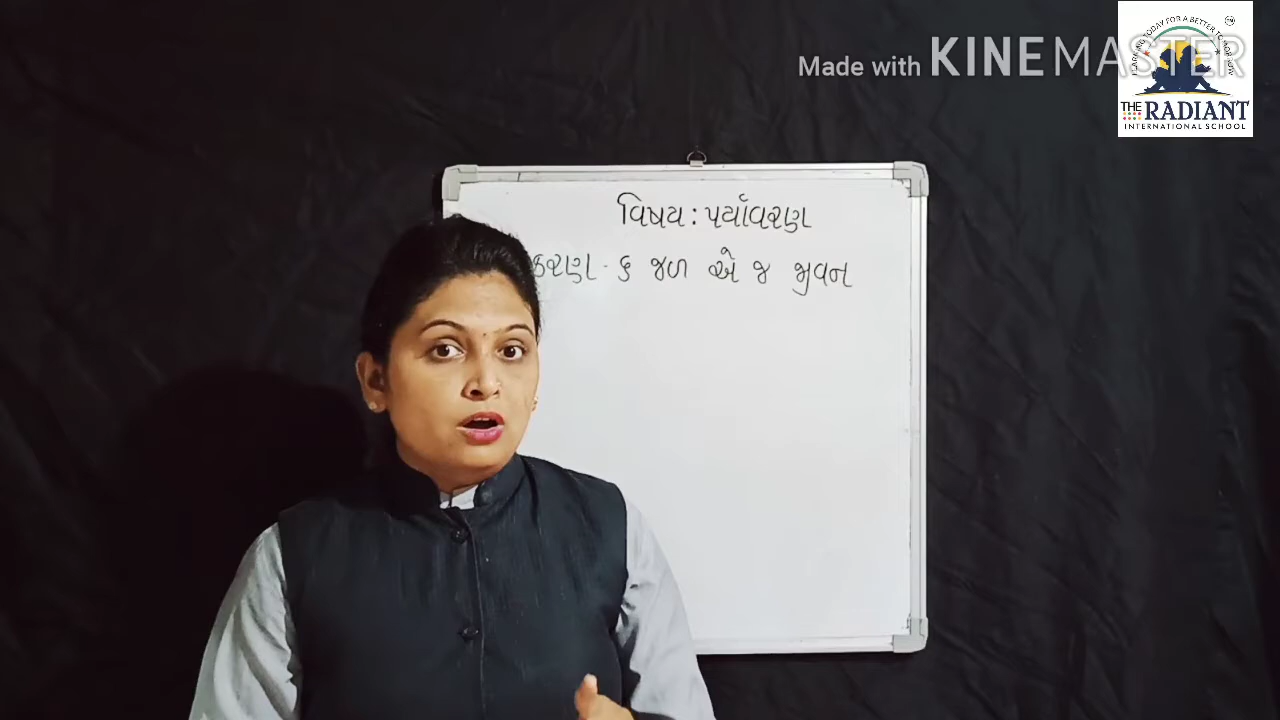 Made with KINEMASTER
THE RADIANT
INTERNATIONAL SCHOOL
વિષય : પર્યાવરણ
કરણ - ૬ જળ એ જ જીવન